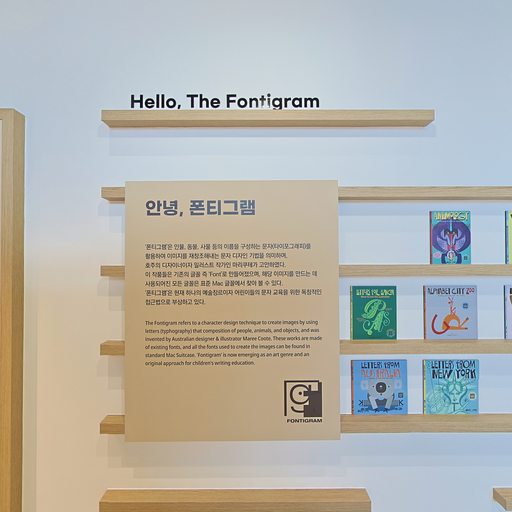 Hello, The Fontigram
안녕, 폰티그램
'폰티그램'은 인물, 동물, 사물 등의 이름을 구성하는 문자(타이포그래피)를
활용하여 이미지를 재창조해내는 문자 디자인 기법을 의미하며,
호주의 디자이너이자 일러스트 작가인 마리쿠테가 고안하였다.
이 작품들은 기존의 글꼴 즉 'Font'로 만들어졌으며, 해당 이미지를 만드는 데
사용되어진 모든 글꼴은 표준 Mac 글꼴에서 찾아 볼 수 있다.
'폰티그램'은 현재 하나의 예술장르이자 어린이들의 문자 교육을 위한 독창적인
접근법으로 부상하고 있다.
The Fontigram refers to a character design technique to create images by using
letters (typhography) that composition of people, animals, and objects, and was
invented by Australian designer & illustrator Maree Coote. These works are made
of existing fonts, and all the fonts used to create the images can be found in
standard Mac Suitcase. 'Fontigram' is now emerging as an art genre and an
original approach for children's writing education.
FONTIGRAM
ALPHABET CITY ZOO
LETTERS FROM
AUSTRALIA
LETTERS FROM
NEW YORK